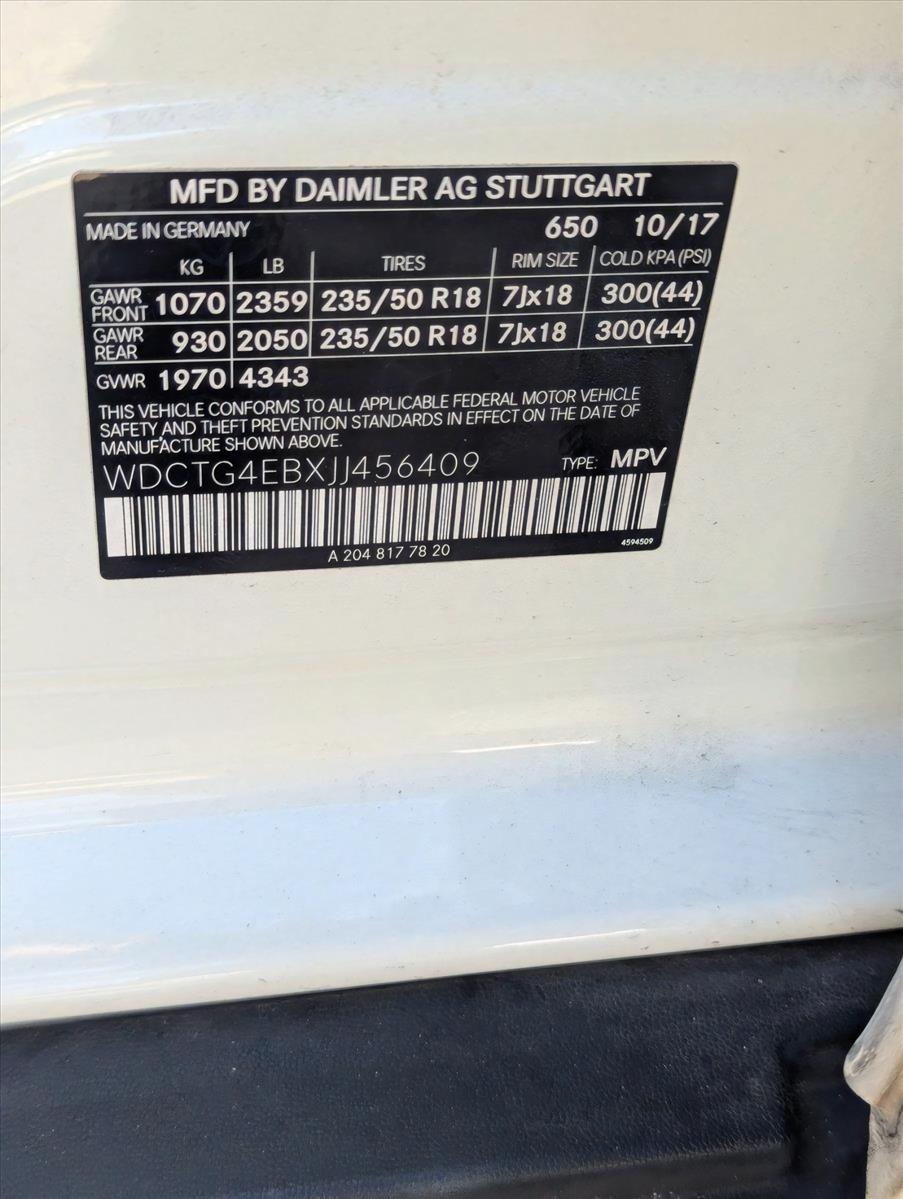 MFD BY DAIMLER AG STUTTGART
MADE IN GERMANY 650 10/17
KG LB TIRES RIM SIZE COLD KPA (PSI)
GAWR FRONT 1070 2359 235/50 R18 7Jx18 300(44)
GAWR REAR 930 2050 235/50 R18 7Jx18 300(44)
GVWR 1970 4343
THIS VEHICLE CONFORMS TO ALL APPLICABLE FEDERAL MOTOR VEHICLE
SAFETY AND THEFT PREVENTION STANDARDS IN EFFECT ON THE DATE OF
MANUFACTURE SHOWN ABOVE.
WDCTG4EBXJJ456409 TYPE: MPV
A 204 817 78 20 4594509